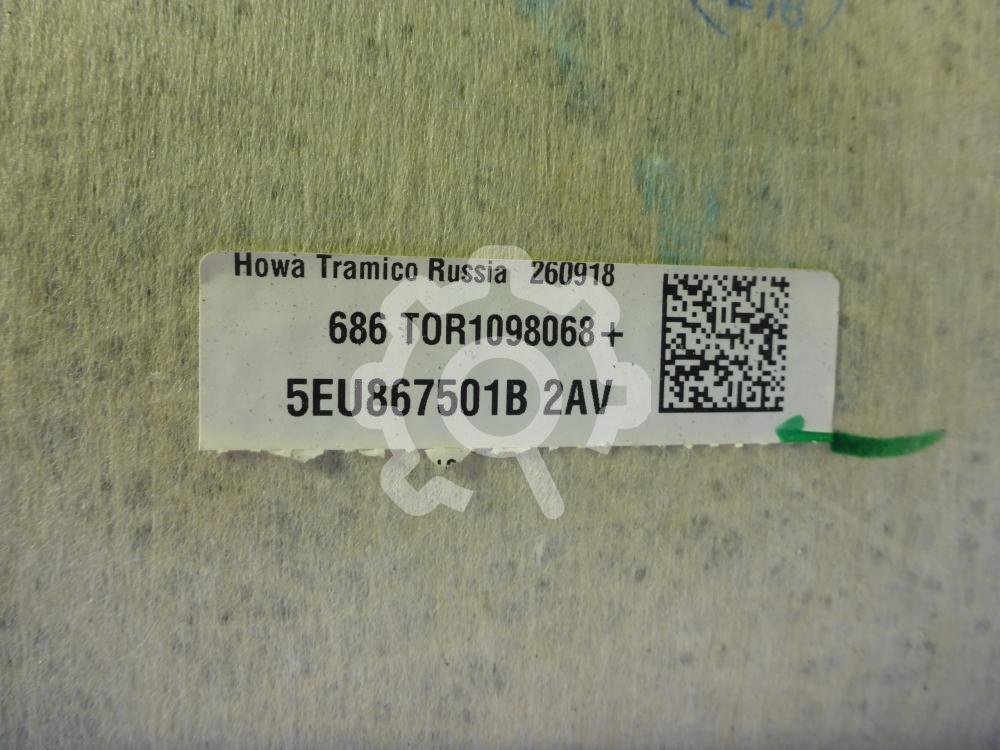 Howa Tramico Russia 260918
686 TOR1098068+
5EU867501B 2AV